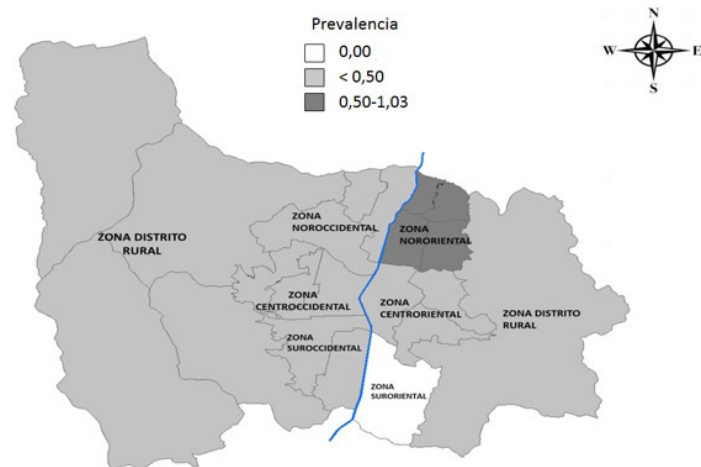 Prevalencia
0,00
< 0,50
0,50-1,03
N
W
E
S
ZONA
NOROCCIDENTAL
ZONA
NORORIENTAL
ZONA DISTRITO
RURAL
ZONA
CENTROCCIDENTAL
ZONA
CENTRORIENTAL
ZONA DISTRITO
RURAL
ZONA
SUROCCIDENTAL
ZONA
SURORIENTAL